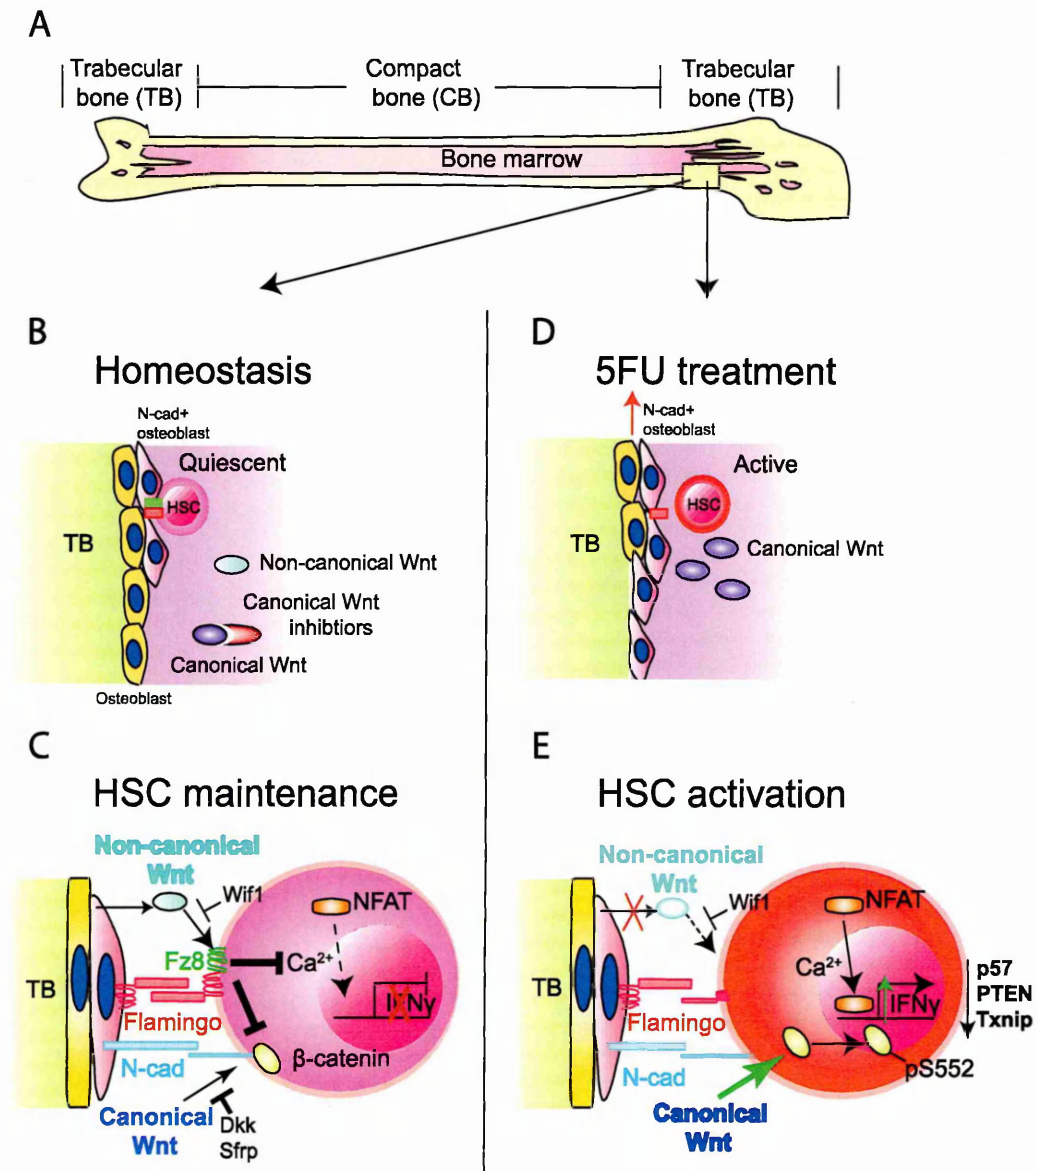 A
Trabecular
bone (TB)
Compact
bone (CB)
Trabecular
bone (TB)
Bone marrow
B
Homeostasis
N-cad+
osteoblast
Quiescent
HSC
TB
Non-canonical Wnt
Canonical Wnt
inhibtiors
Canonical Wnt
Osteoblast
C
HSC maintenance
Non-canonical
Wnt
Wif1
NFAT
Fz8
Ca2+
TB
IFNγ
Flamingo
N-cad
β-catenin
Canonical
Wnt
Dkk
Sfrp
D
5FU treatment
N-cad+
osteoblast
Active
HSC
TB
Canonical Wnt
E
HSC activation
Non-canonical
Wnt
Wif1
NFAT
Ca2+
TB
IFNγ
p57
PTEN
Txnip
Flamingo
N-cad
pS552
Canonical
Wnt